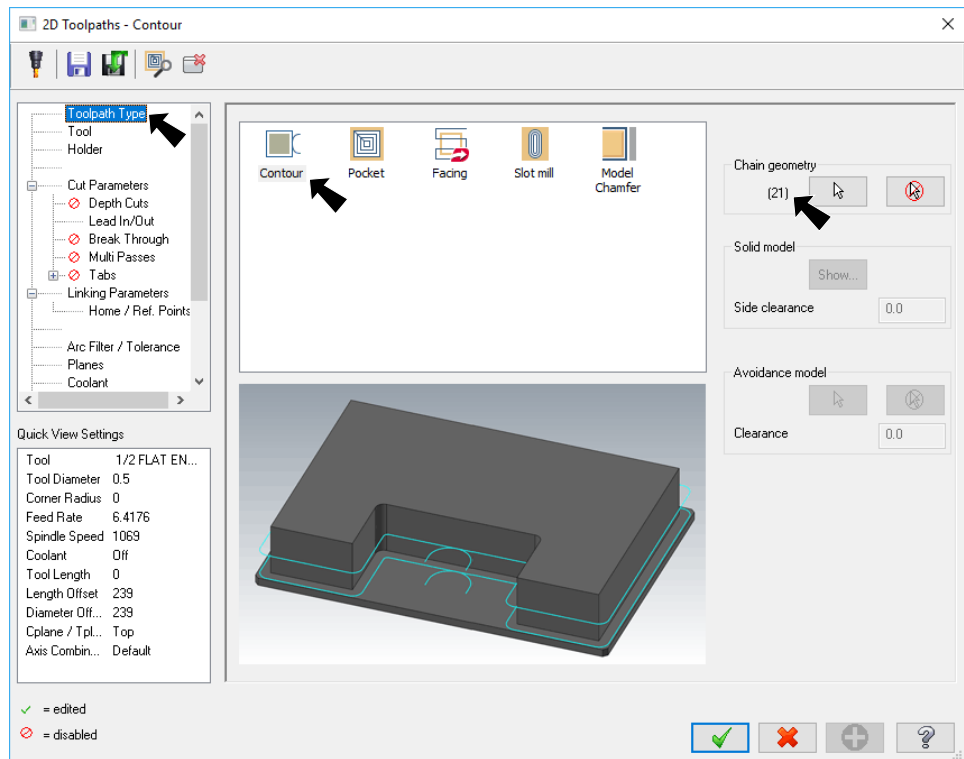 2D Toolpaths - Contour
Toolpath Type
Tool
Holder
Cut Parameters
Depth Cuts
Lead In/Out
Break Through
Multi Passes
Tabs
Linking Parameters
Home / Ref. Points
Arc Filter / Tolerance
Planes
Coolant
Contour
Pocket
Facing
Slot mill
Model
Chamfer
Chain geometry
(21)
Solid model
Show...
Side clearance 0.0
Avoidance model
Clearance 0.0
Quick View Settings
Tool 1/2 FLAT EN...
Tool Diameter 0.5
Corner Radius 0
Feed Rate 6.4176
Spindle Speed 1069
Coolant Off
Tool Length 0
Length Offset 239
Diameter Off... 239
Cplane / Tpl... Top
Axis Combin... Default
= edited
= disabled